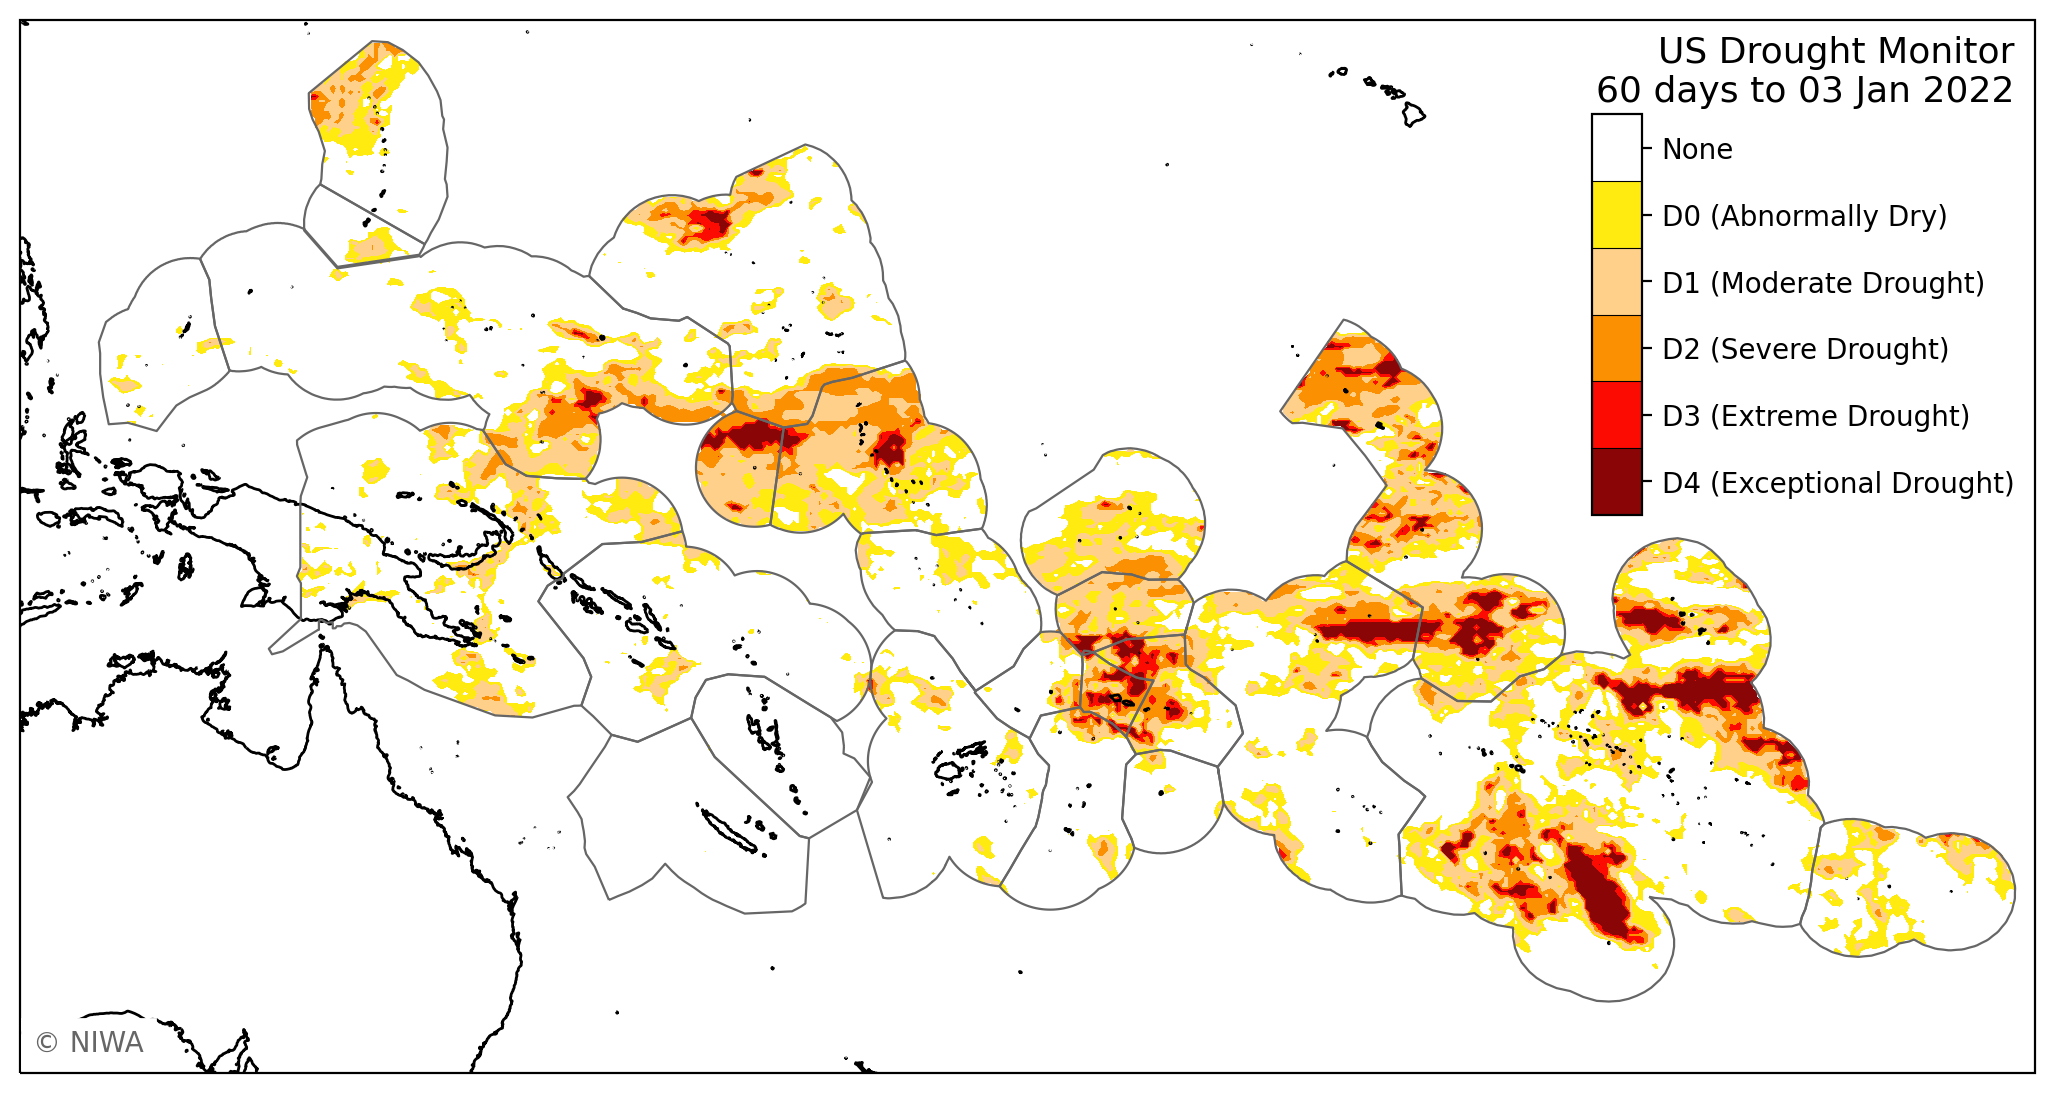 US Drought Monitor
60 days to 03 Jan 2022
None
D0 (Abnormally Dry)
D1 (Moderate Drought)
D2 (Severe Drought)
D3 (Extreme Drought)
D4 (Exceptional Drought)
© NIWA